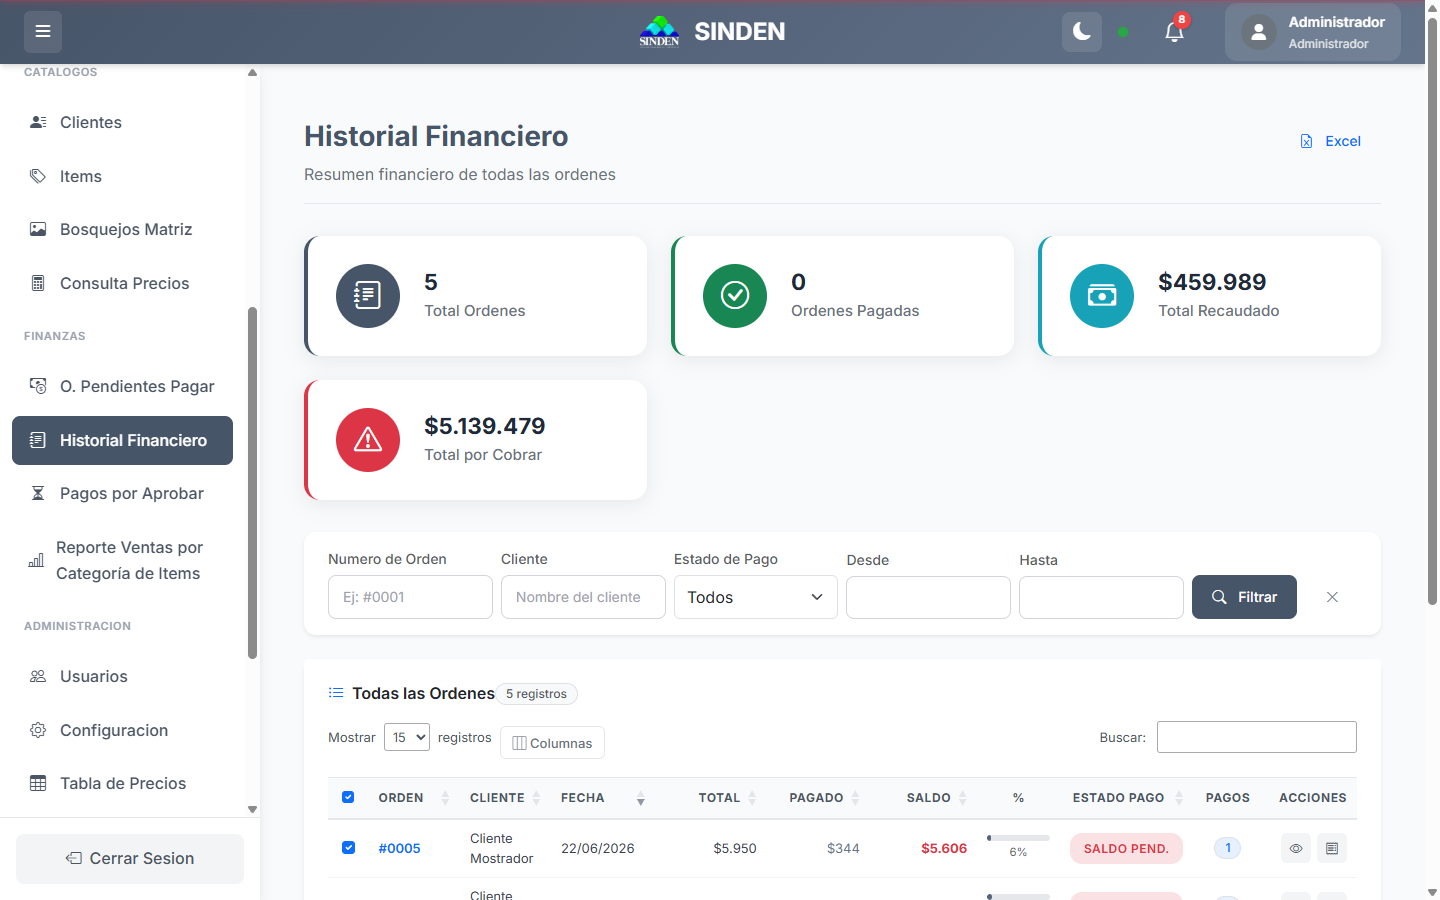 SINDEN
SINDEN
8
Administrador
Administrador
CATALOGOS
Clientes
Items
Bosquejos Matriz
Consulta Precios
FINANZAS
O. Pendientes Pagar
Historial Financiero
Pagos por Aprobar
Reporte Ventas por
Categoría de Items
ADMINISTRACION
Usuarios
Configuracion
Tabla de Precios
Cerrar Sesion
Historial Financiero
Resumen financiero de todas las ordenes
Excel
5
Total Ordenes
0
Ordenes Pagadas
$459.989
Total Recaudado
$5.139.479
Total por Cobrar
Numero de Orden
Ej: #0001
Cliente
Nombre del cliente
Estado de Pago
Todos
Desde
Hasta
Filtrar
Todas las Ordenes 5 registros
Mostrar 15 registros
Columnas
Buscar:
ORDEN CLIENTE FECHA TOTAL PAGADO SALDO % ESTADO PAGO PAGOS ACCIONES
#0005 Cliente Mostrador 22/06/2026 $5.950 $344 $5.606 6% SALDO PEND. 1
Cliente